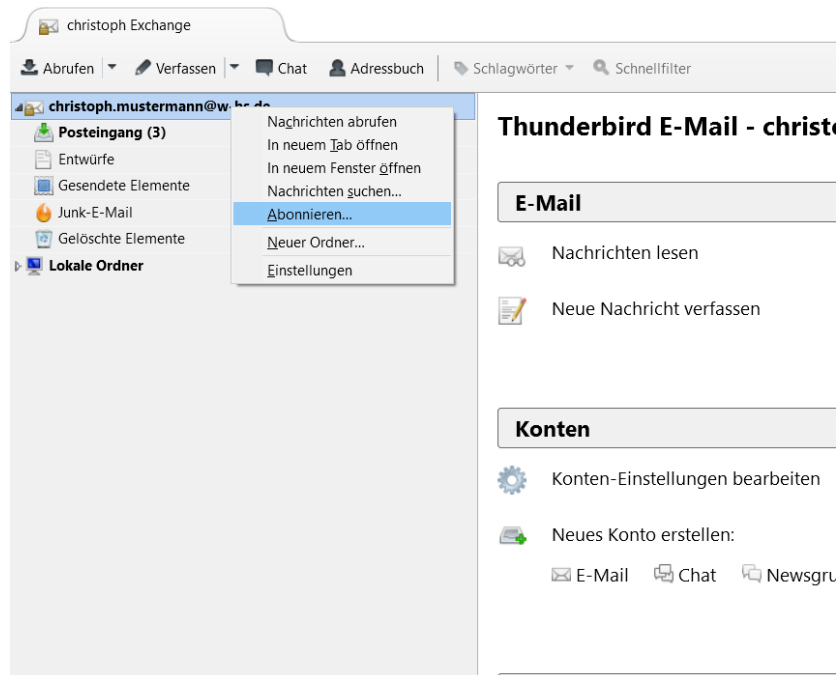 christoph Exchange
Abrufen Verfassen Chat Adressbuch Schlagwörter Schnellfilter
christoph.mustermann@w-hs.de
Posteingang (3)
Entwürfe
Gesendete Elemente
Junk-E-Mail
Gelöschte Elemente
Lokale Ordner
Nachrichten abrufen
In neuem Tab öffnen
In neuem Fenster öffnen
Nachrichten suchen...
Abonnieren...
Neuer Ordner...
Einstellungen
Thunderbird E-Mail - christo
E-Mail
Nachrichten lesen
Neue Nachricht verfassen
Konten
Konten-Einstellungen bearbeiten
Neues Konto erstellen:
E-Mail Chat Newsgru